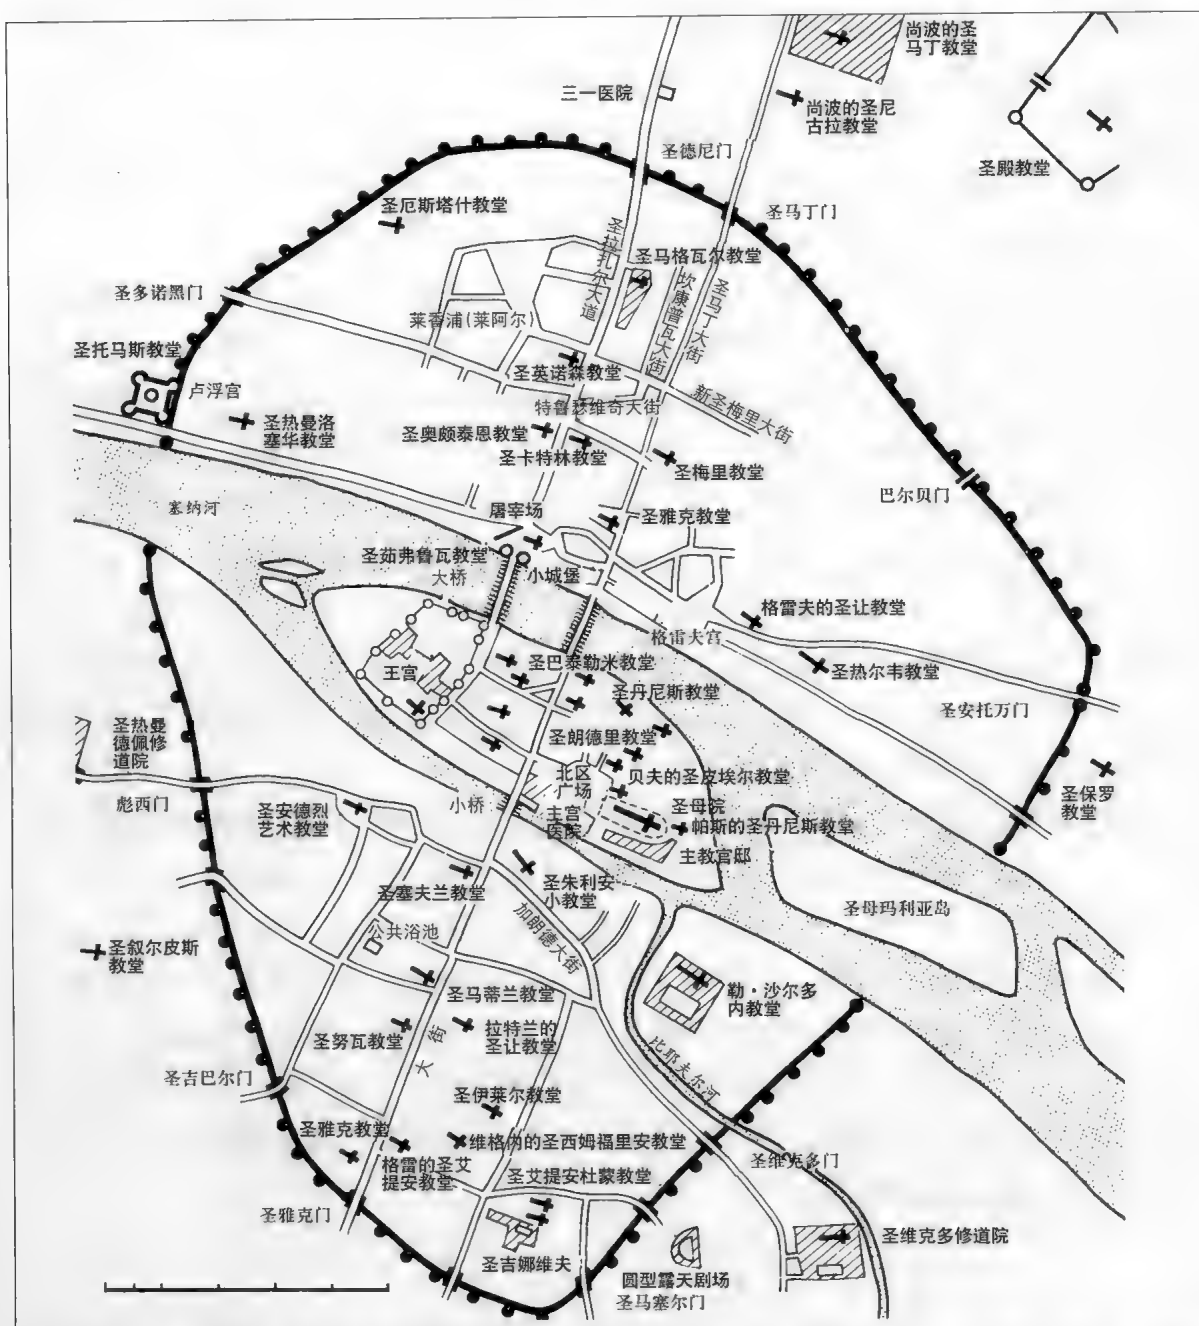 尚波的圣
马丁教堂
三一医院
尚波的圣尼
古拉教堂
圣德尼门
圣殿教堂
圣厄斯塔什教堂
圣马丁门
圣拉扎尔大道
圣马格瓦尔教堂
坎康普瓦大街
圣马丁大街
圣多诺黑门
莱香浦(莱阿尔)
圣托马斯教堂
卢浮宫
圣英诺森教堂
新圣梅里大街
特鲁瑟维奇大街
圣热曼洛
塞华教堂
圣奥颇泰恩教堂
圣卡特林教堂
圣梅里教堂
巴尔贝门
塞纳河
屠宰场
圣雅克教堂
圣茹弗鲁瓦教堂
大桥
小城堡
格雷夫的圣让教堂
格雷夫宫
王宫
圣巴泰勒米教堂
圣热尔韦教堂
圣丹尼斯教堂
圣安托万门
圣热曼
德佩修
道院
圣朗德里教堂
北区
广场
贝夫的圣皮埃尔教堂
彪西门
小桥
圣安德烈
艺术教堂
主宫
医院
圣母院
帕斯的圣丹尼斯教堂
圣保罗
教堂
主教官邸
圣塞夫兰教堂
圣朱利安
小教堂
圣母玛利亚岛
公共浴池
加朗德大街
圣叙尔皮斯
教堂
圣马蒂兰教堂
勒·沙尔多
内教堂
圣努瓦教堂
拉特兰的
圣让教堂
大街
比耶夫尔河
圣吉巴尔门
圣伊莱尔教堂
圣雅克教堂
维格内的圣西姆福里安教堂
格雷的圣艾
提安教堂
圣艾提安杜蒙教堂
圣维克多门
圣雅克门
圣维克多修道院
圣吉娜维夫
圆型露天剧场
圣马塞尔门